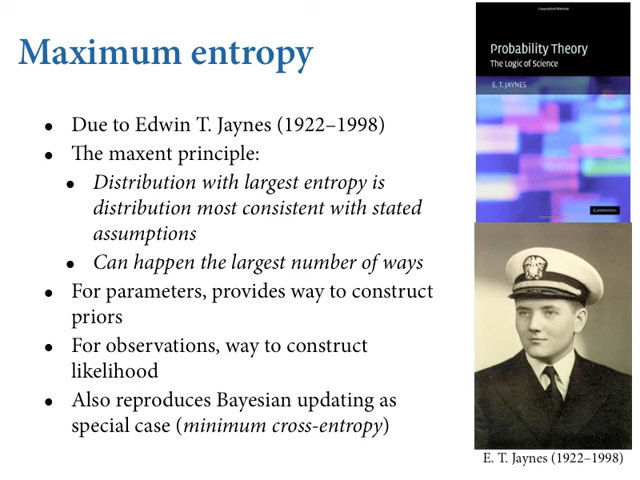 Maximum entropy
• Due to Edwin T. Jaynes (1922–1998)
• The maxent principle:
• Distribution with largest entropy is
distribution most consistent with stated
assumptions
• Can happen the largest number of ways
• For parameters, provides way to construct
priors
• For observations, way to construct
likelihood
• Also reproduces Bayesian updating as
special case (minimum cross-entropy)
Probability Theory
The Logic of Science
E. T. JAYNES
E. T. Jaynes (1922–1998)